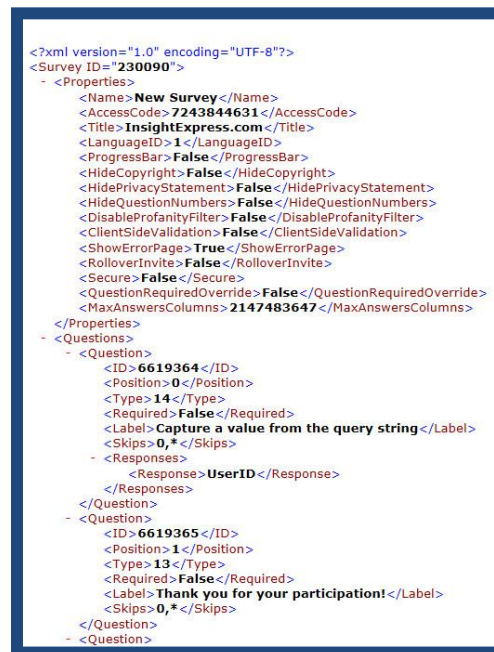 <?xml version="1.0" encoding="UTF-8"?>
<Survey ID="230090">
- <Properties>
<Name>New Survey</Name>
<AccessCode>7243844631</AccessCode>
<Title>InsightExpress.com</Title>
<LanguageID>1</LanguageID>
<ProgressBar>False</ProgressBar>
<HideCopyright>False</HideCopyright>
<HidePrivacyStatement>False</HidePrivacyStatement>
<HideQuestionNumbers>False</HideQuestionNumbers>
<DisableProfanityFilter>False</DisableProfanityFilter>
<ClientSideValidation>False</ClientSideValidation>
<ShowErrorPage>True</ShowErrorPage>
<RolloverInvite>False</RolloverInvite>
<Secure>False</Secure>
<QuestionRequiredOverride>False</QuestionRequiredOverride>
<MaxAnswersColumns>2147483647</MaxAnswersColumns>
</Properties>
- <Questions>
- <Question>
<ID>6619364</ID>
<Position>0</Position>
<Type>14</Type>
<Required>False</Required>
<Label>Capture a value from the query string</Label>
<Skips>0,*</Skips>
- <Responses>
<Response>UserID</Response>
</Responses>
</Question>
- <Question>
<ID>6619365</ID>
<Position>1</Position>
<Type>13</Type>
<Required>False</Required>
<Label>Thank you for your participation!</Label>
<Skips>0,*</Skips>
</Question>
- <Question>